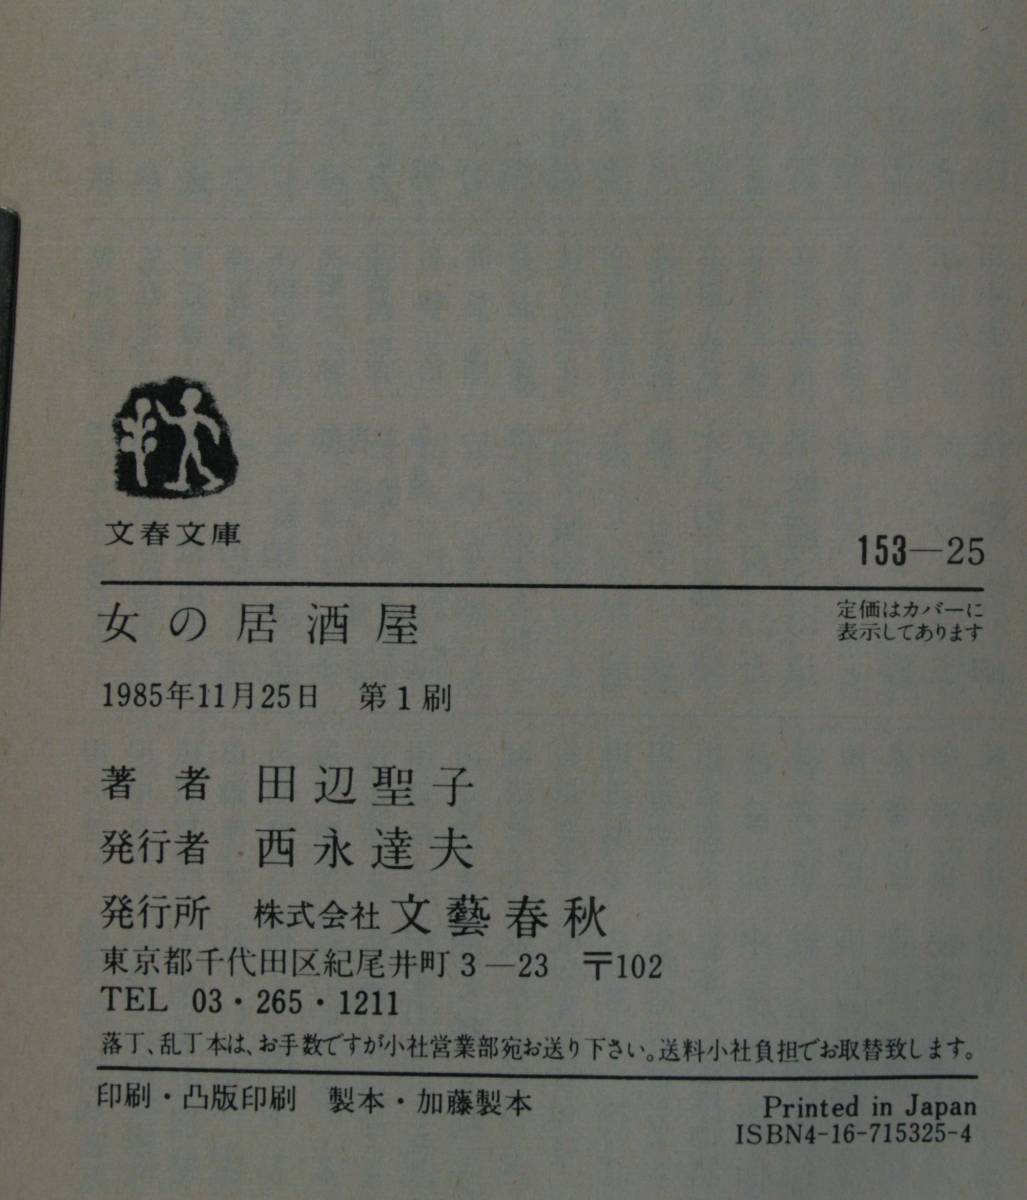 文春文庫
153—25
女の居酒屋
定価はカバーに
表示してあります
1985年11月25日 第1刷
著 者 田辺聖子
発行者 西永達夫
発行所 株式会社 文藝春秋
東京都千代田区紀尾井町3—23 〒102
TEL 03・265・1211
落丁、乱丁本は、お手数ですが小社営業部宛お送り下さい。送料小社負担でお取替致します。
印刷・凸版印刷 製本・加藤製本
Printed in Japan
ISBN4-16-715325-4